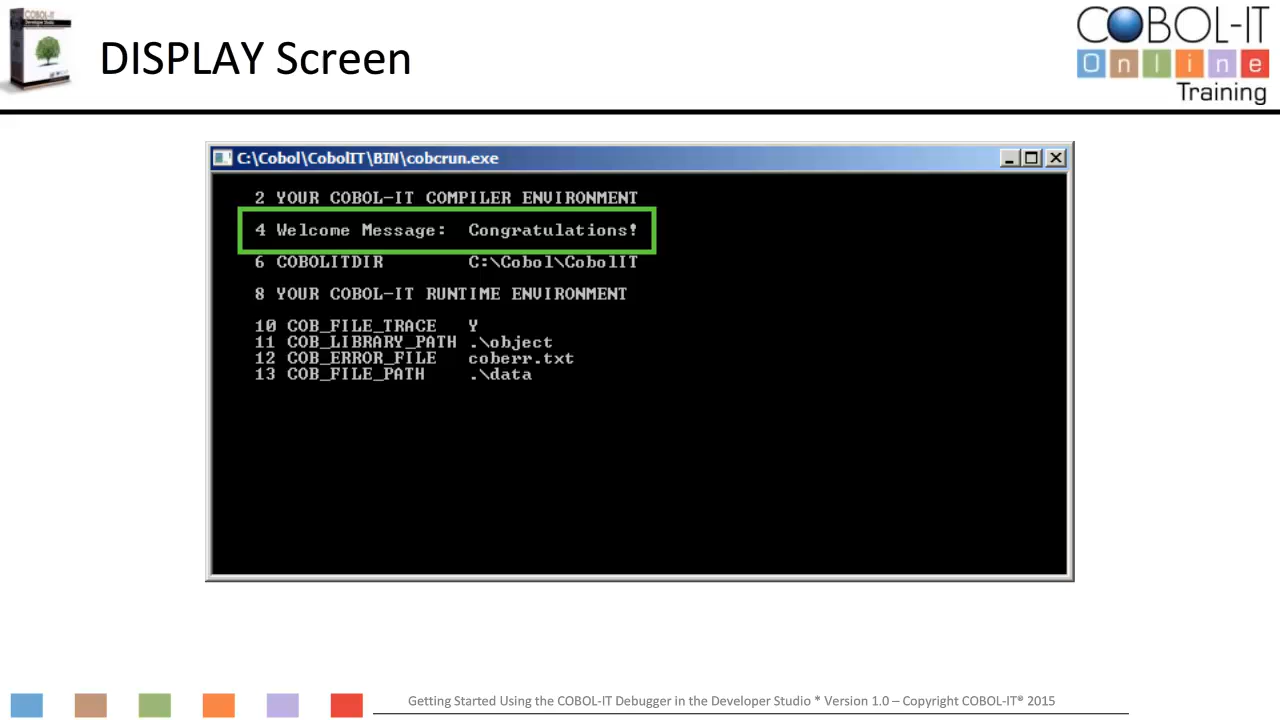 DISPLAY Screen
COBOL-IT
Online
Training
C:\Cobol\CobolIT\BIN\cobcrun.exe
2 YOUR COBOL-IT COMPILER ENVIRONMENT
4 Welcome Message: Congratulations!
6 COBOLITDIR C:\Cobol\CobolIT
8 YOUR COBOL-IT RUNTIME ENVIRONMENT
10 COB_FILE_TRACE Y
11 COB_LIBRARY_PATH .\object
12 COB_ERROR_FILE coberr.txt
13 COB_FILE_PATH .\data
Getting Started Using the COBOL-IT Debugger in the Developer Studio * Version 1.0 – Copyright COBOL-IT® 2015